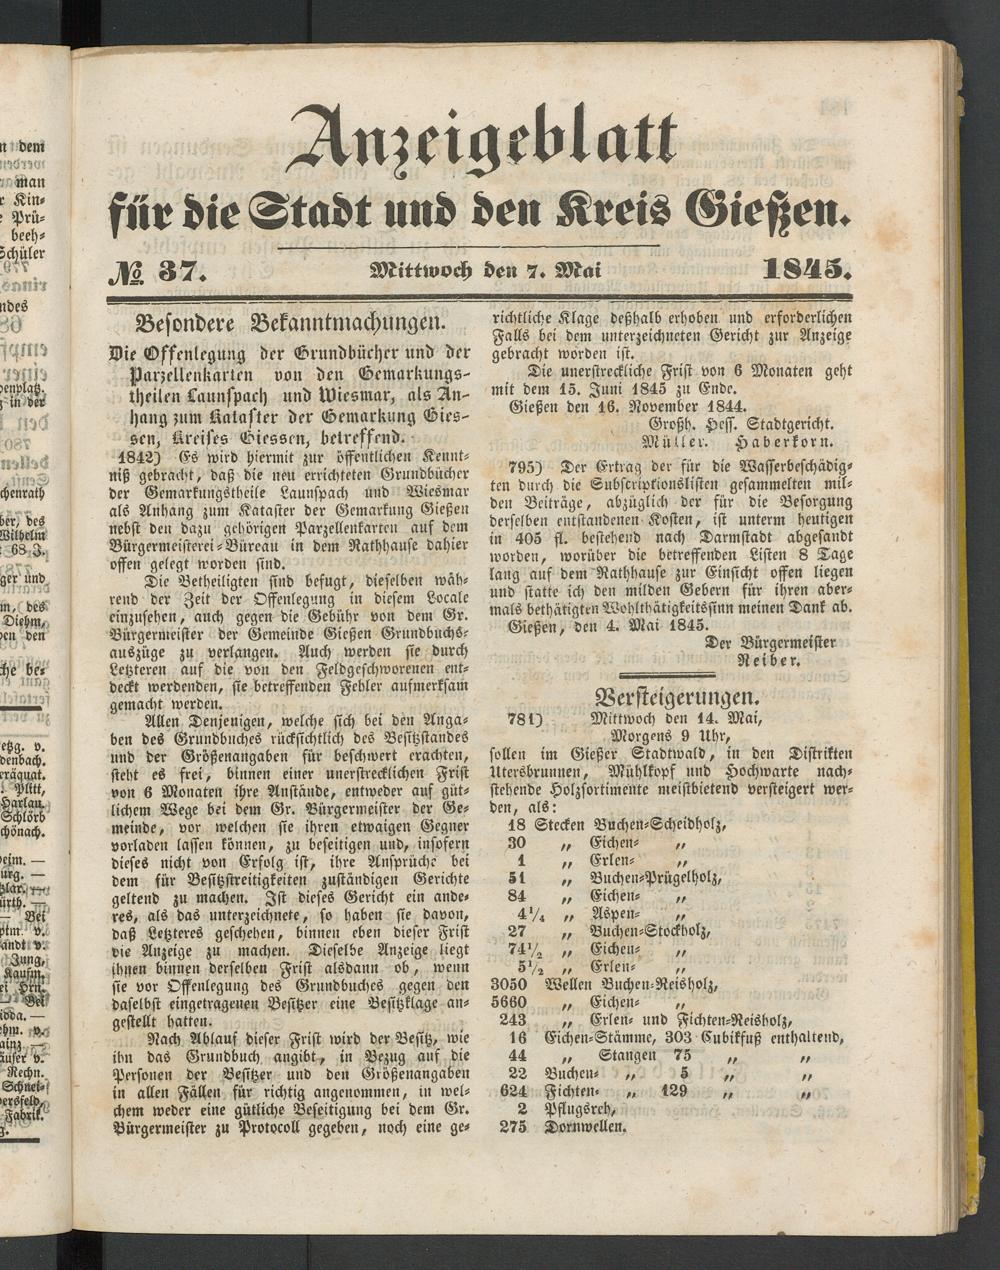 Anzeigeblatt
für die Stadt und den Kreis Gießen.
№ 37. Mittwoch den 7. Mai 1845.
Besondere Bekanntmachungen.
Die Offenlegung der Grundbücher und der
Parzellenkarten von den Gemarkungs-
theilen Launspach und Wiesmar, als An-
hang zum Kataster der Gemarkung Gies-
sen, Kreises Giessen, betreffend.
1842) Es wird hiermit zur öffentlichen Kennt-
niß gebracht, daß die neu errichteten Grundbücher
der Gemarkungstheile Launspach und Wiesmar
als Anhang zum Kataster der Gemarkung Gießen
nebst den dazu gehörigen Parzellenkarten auf dem
Bürgermeisterei-Büreau in dem Rathhause dahier
offen gelegt worden sind.
Die Betheiligten sind befugt, dieselben wäh-
rend der Zeit der Offenlegung in diesem Locale
einzusehen, auch gegen die Gebühr von dem Gr.
Bürgermeister der Gemeinde Gießen Grundbuchs-
auszüge zu verlangen. Auch werden sie durch
Letzteren auf die von den Feldgeschworenen ent-
deckt werdenden, sie betreffenden Fehler aufmerksam
gemacht werden.
Allen Denjenigen, welche sich bei den Anga-
ben des Grundbuches rücksichtlich des Besitzstandes
und der Größenangaben für beschwert erachten,
steht es frei, binnen einer unerstrecklichen Frist
von 6 Monaten ihre Anstände, entweder auf güt-
lichem Wege bei dem Gr. Bürgermeister der Ge-
meinde, vor welchen sie ihren etwaigen Gegner
vorladen lassen können, zu beseitigen und, insofern
dieses nicht von Erfolg ist, ihre Ansprüche bei
dem für Besitzstreitigkeiten zuständigen Gerichte
geltend zu machen. Ist dieses Gericht ein ande-
res, als das unterzeichnete, so haben sie davon,
daß Letzteres geschehen, binnen eben dieser Frist
die Anzeige zu machen. Dieselbe Anzeige liegt
ihnen binnen derselben Frist alsdann ob, wenn
sie vor Offenlegung des Grundbuches gegen den
daselbst eingetragenen Besitzer eine Besitzklage an-
gestellt hatten.
Nach Ablauf dieser Frist wird der Besitz, wie
ihn das Grundbuch angibt, in Bezug auf die
Personen der Besitzer und den Größenangaben
in allen Fällen für richtig angenommen, in wel-
chem weder eine gütliche Beseitigung bei dem Gr.
Bürgermeister zu Protocoll gegeben, noch eine ge-
richtliche Klage deßhalb erhoben und erforderlichen
Falls bei dem unterzeichneten Gericht zur Anzeige
gebracht worden ist.
Die unerstreckliche Frist von 6 Monaten geht
mit dem 15. Juni 1845 zu Ende.
Gießen den 16. November 1844.
Großh. Hess. Stadtgericht.
Müller. Haberkorn.
795) Der Ertrag der für die Wasserbeschädig-
ten durch die Subscriptionslisten gesammelten mil-
den Beiträge, abzüglich der für die Besorgung
derselben entstandenen Kosten, ist unterm heutigen
in 405 fl. bestehend nach Darmstadt abgesandt
worden, worüber die betreffenden Listen 8 Tage
lang auf dem Rathhause zur Einsicht offen liegen
und statte ich den milden Gebern für ihren aber-
mals bethätigten Wohlthätigkeitssinn meinen Dank ab.
Gießen, den 4. Mai 1845.
Der Bürgermeister
Reiber.
Versteigerungen.
781) Mittwoch den 14. Mai,
Morgens 9 Uhr,
sollen im Gießer Stadtwald, in den Distrikten
Utersbrunnen, Mühlkopf und Hochwarte nach-
stehende Holzsortimente meistbietend versteigert wer-
den, als:
18 Stecken Buchen-Scheidholz,
30 „ Eichen- „
1 „ Erlen- „
51 „ Buchen-Prügelholz,
84 „ Eichen- „
4¼ „ Aspen- „
27 „ Buchen-Stockholz,
74½ „ Eichen- „
5½ „ Erlen- „
3050 Wellen Buchen-Reisholz,
5660 „ Eichen- „
243 „ Erlen- und Fichten-Reisholz,
16 Eichen-Stämme, 303 Cubikfuß enthaltend,
44 „ Stangen 75 „ „
22 Buchen- „ 5 „ „
624 Fichten- „ 129 „ „
2 Pflugsreh,
275 Dornwellen.